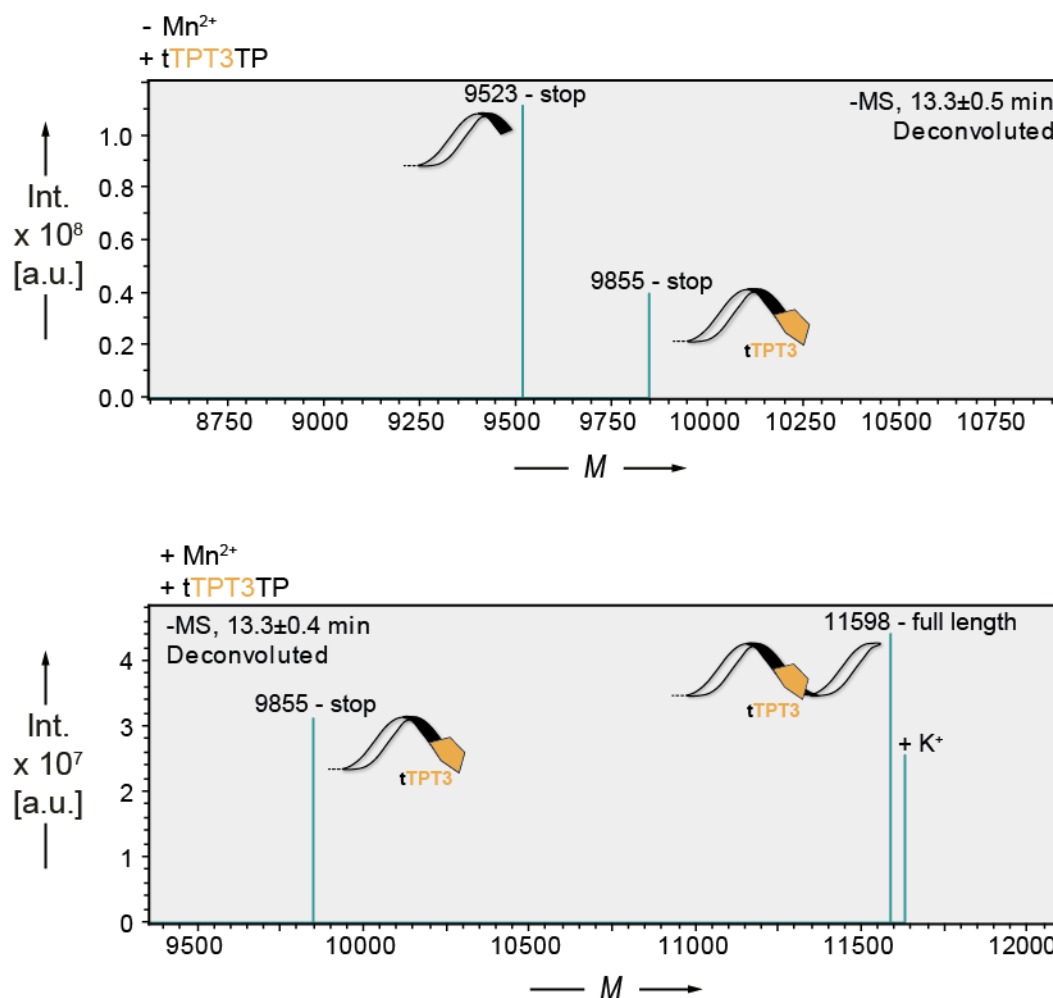 - Mn²⁺
+ tTPT3TP
9523 - stop
-MS, 13.3±0.5 min
Deconvoluted
Int.
x 10⁸
[a.u.]
1.0
0.8
0.6
0.4
0.2
0.0
9855 - stop
tTPT3
8750 9000 9250 9500 9750 10000 10250 10500 10750
M
+ Mn²⁺
+ tTPT3TP
-MS, 13.3±0.4 min
Deconvoluted
11598 - full length
Int.
x 10⁷
[a.u.]
4
3
2
1
0
9855 - stop
tTPT3
tTPT3
+ K⁺
9500 10000 10500 11000 11500 12000
M